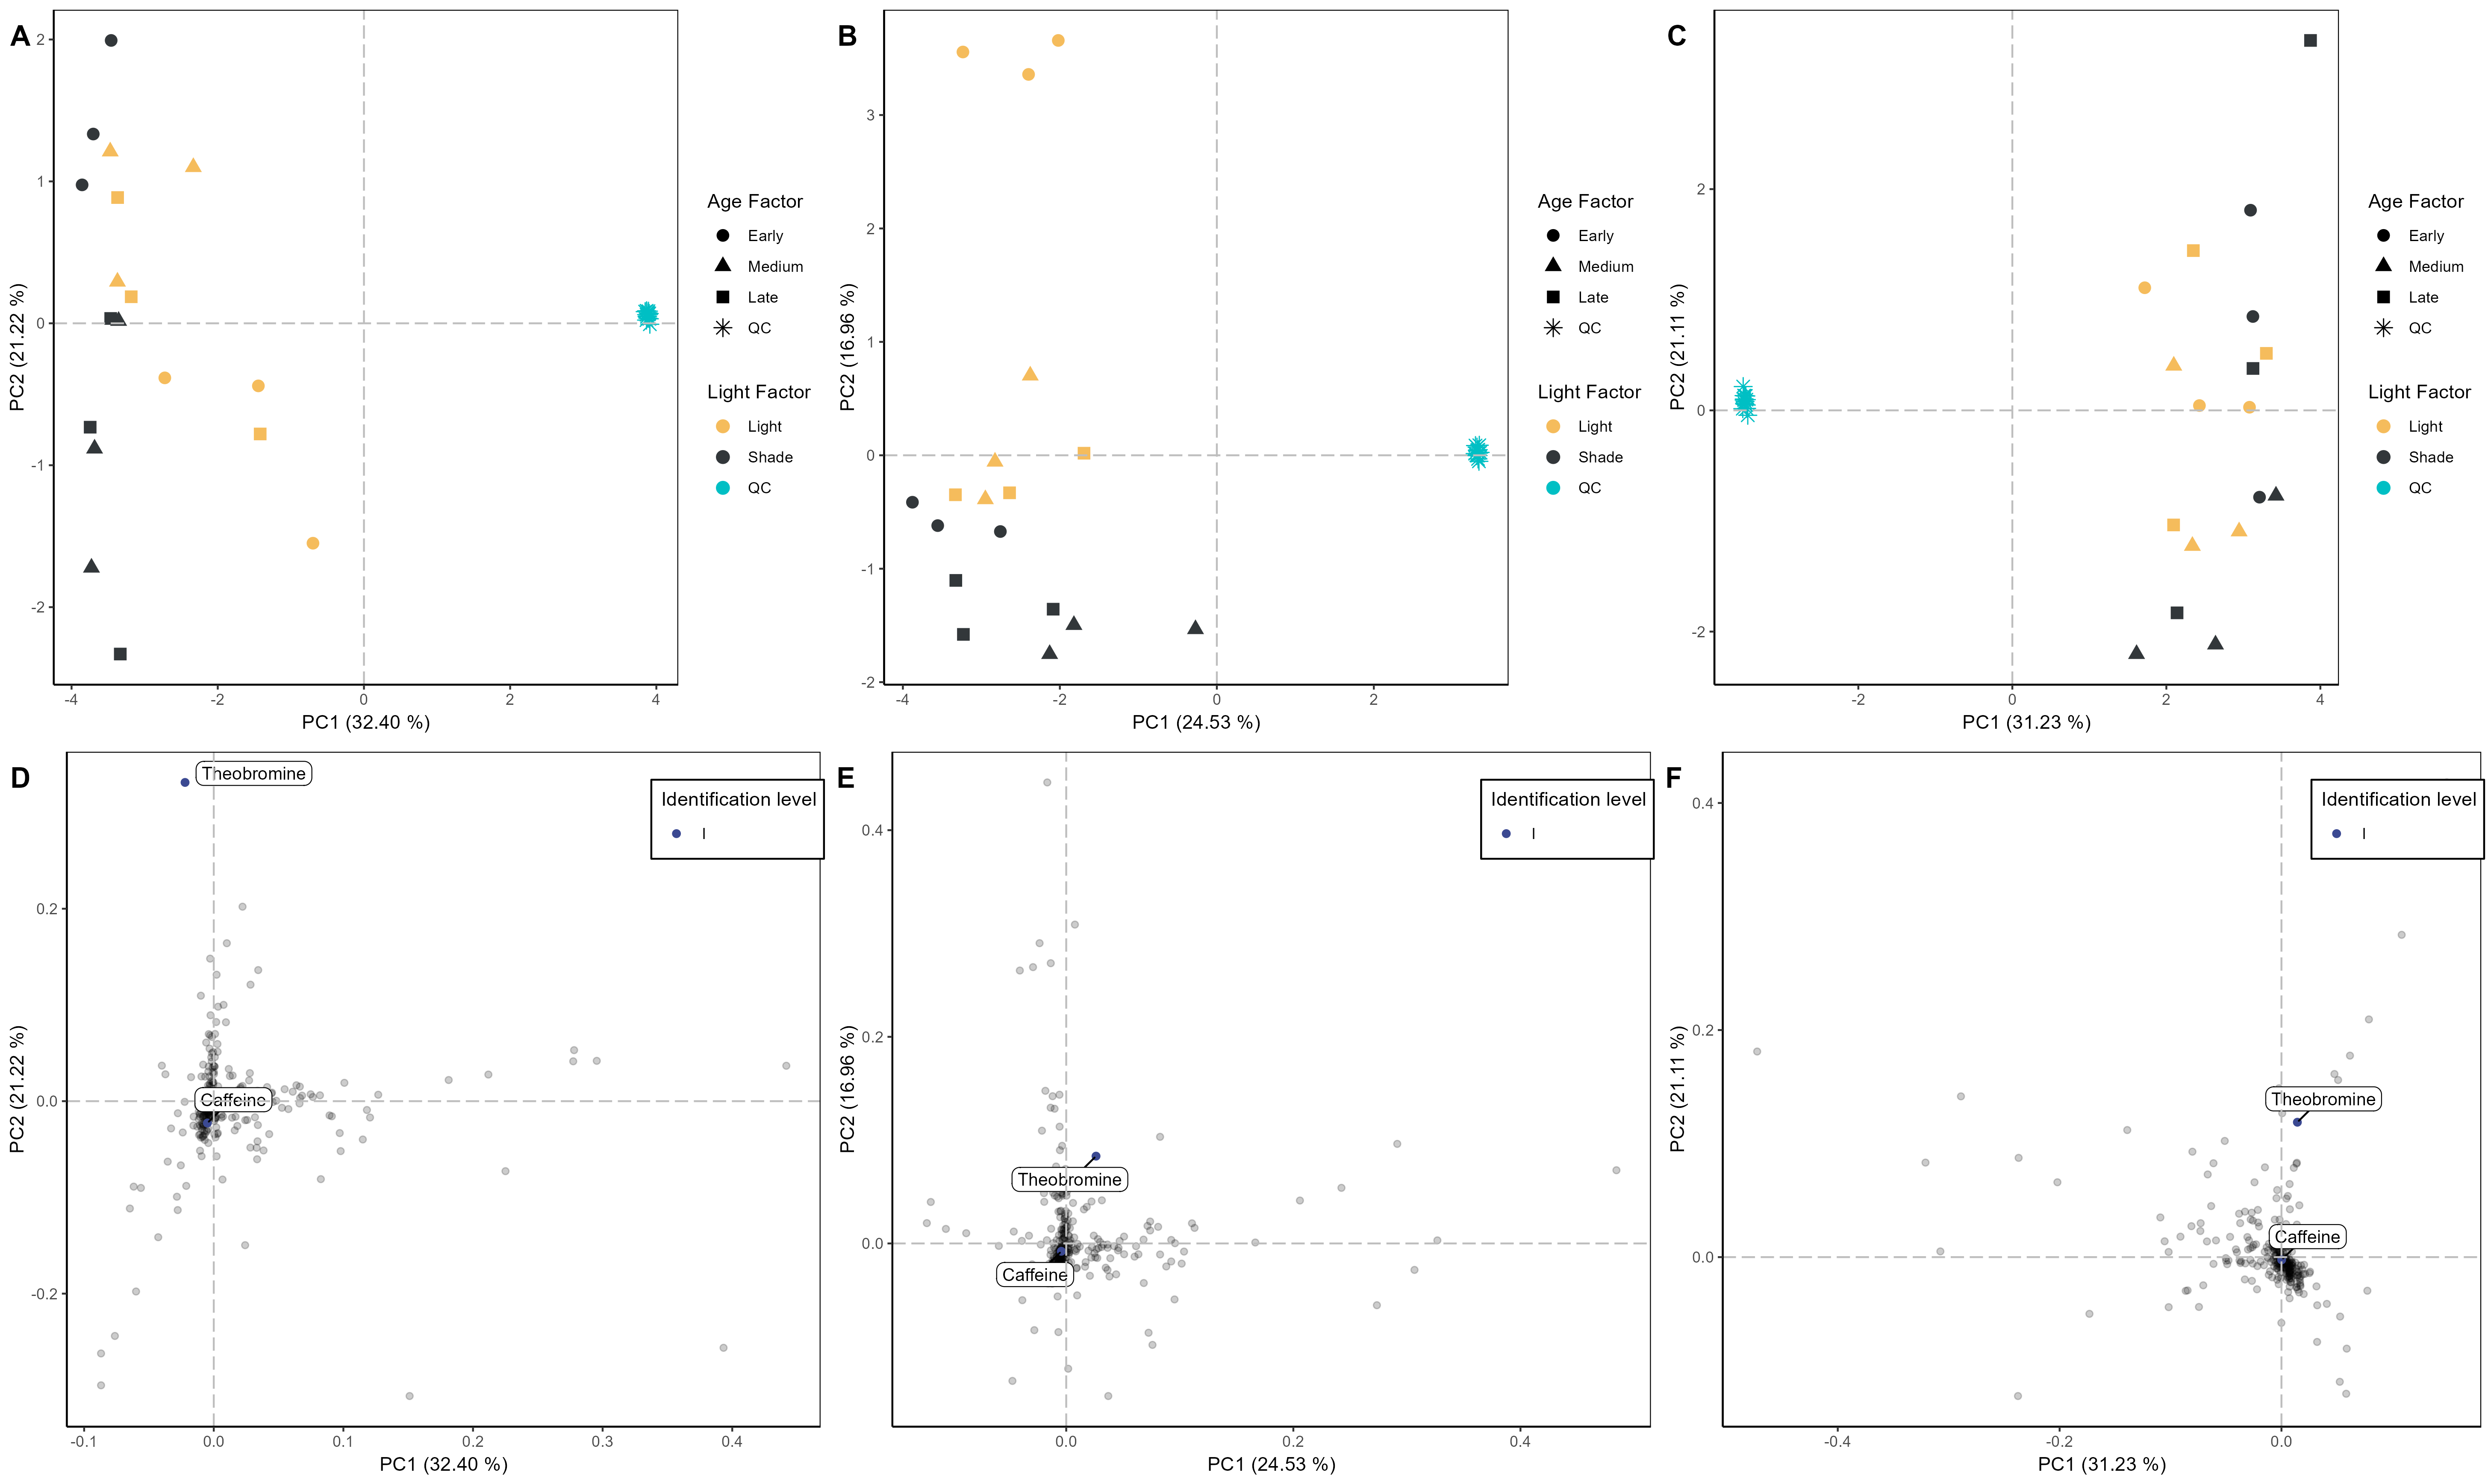 A
PC2 (21.22 %)
2
1
0
-1
-2
-4
-2
0
2
4
PC1 (32.40 %)
Age Factor
Early
Medium
Late
QC
Light Factor
Light
Shade
QC
B
PC2 (16.96 %)
3
2
1
0
-1
-2
-4
-2
0
2
PC1 (24.53 %)
Age Factor
Early
Medium
Late
QC
Light Factor
Light
Shade
QC
C
PC2 (21.11 %)
2
0
-2
-2
0
2
4
PC1 (31.23 %)
Age Factor
Early
Medium
Late
QC
Light Factor
Light
Shade
QC
D
PC2 (21.22 %)
0.2
0.0
-0.2
-0.1
0.0
0.1
0.2
0.3
0.4
PC1 (32.40 %)
Theobromine
Caffeine
Identification level
I
E
PC2 (16.96 %)
0.4
0.2
0.0
0.0
0.2
0.4
PC1 (24.53 %)
Theobromine
Caffeine
Identification level
I
F
PC2 (21.11 %)
0.4
0.2
0.0
-0.4
-0.2
0.0
PC1 (31.23 %)
Theobromine
Caffeine
Identification level
I